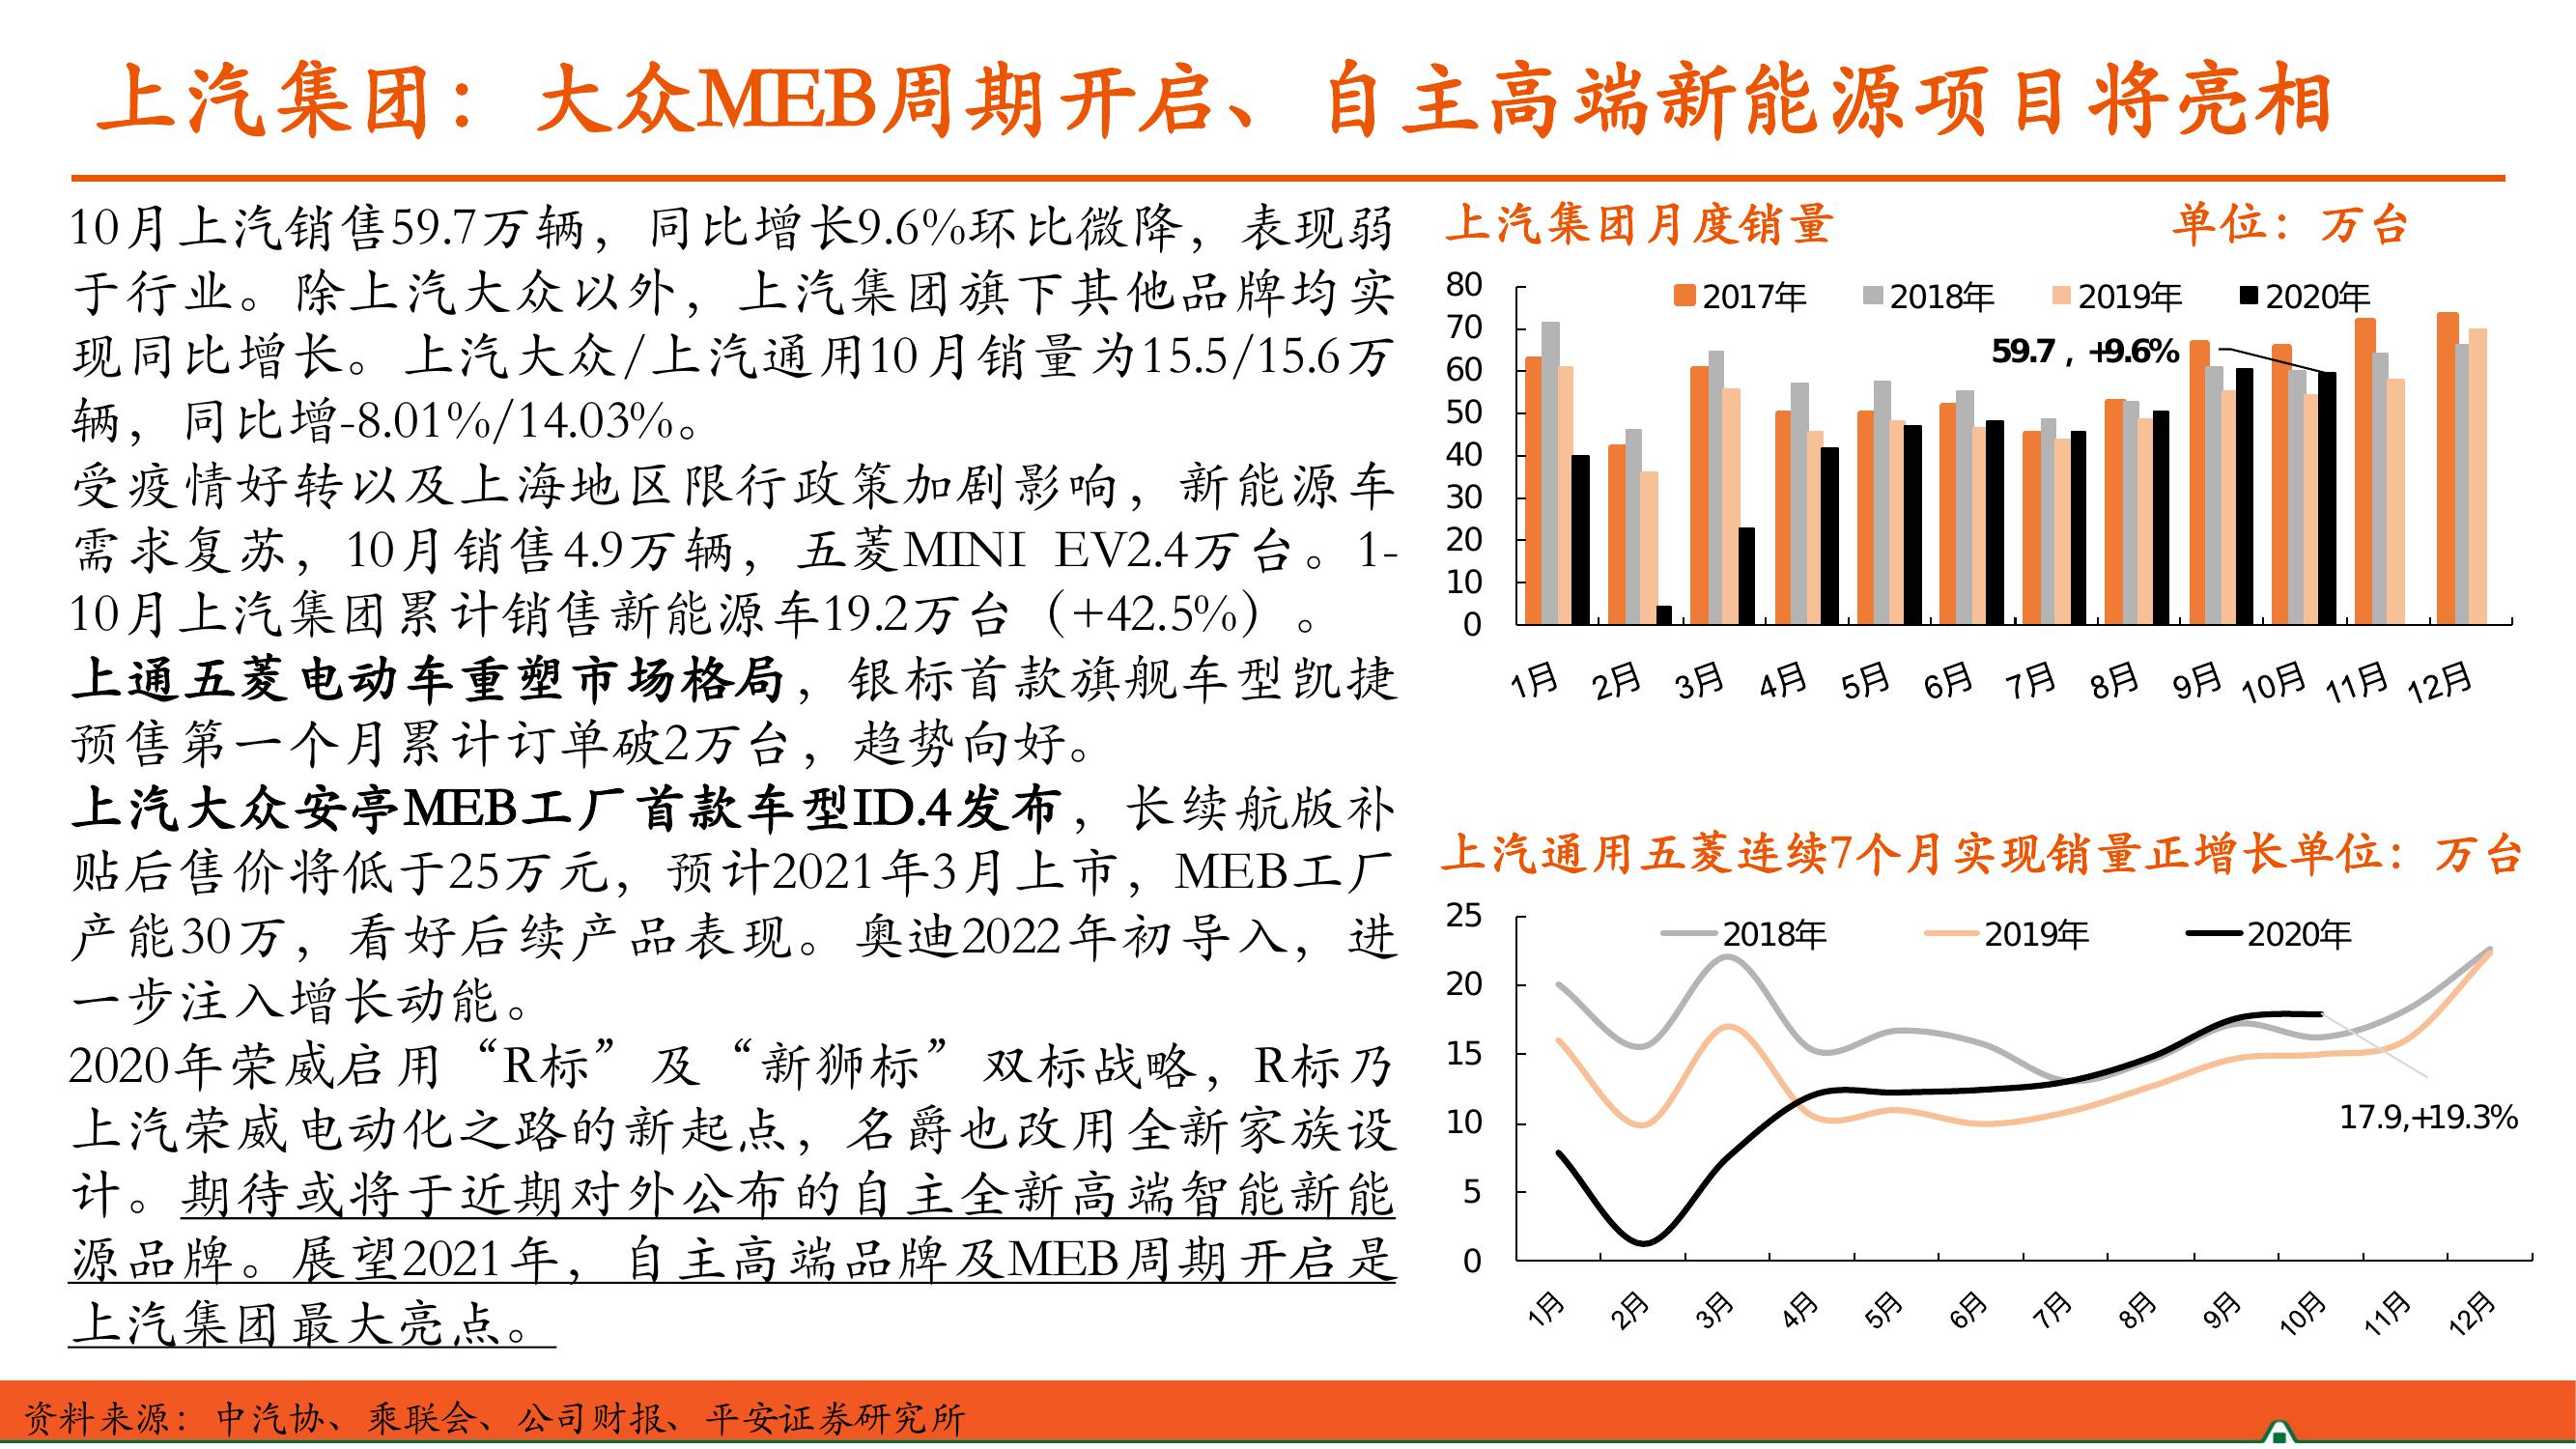 上汽集团：大众MEB周期开启、自主高端新能源项目将亮相
10月上汽销售59.7万辆，同比增长9.6%环比微降，表现弱
于行业。除上汽大众以外，上汽集团旗下其他品牌均实
现同比增长。上汽大众/上汽通用10月销量为15.5/15.6万
辆，同比增-8.01%/14.03%。
受疫情好转以及上海地区限行政策加剧影响，新能源车
需求复苏，10月销售4.9万辆，五菱MINI EV2.4万台。1-
10月上汽集团累计销售新能源车19.2万台（+42.5%）。
上通五菱电动车重塑市场格局，银标首款旗舰车型凯捷
预售第一个月累计订单破2万台，趋势向好。
上汽大众安亭MEB工厂首款车型ID.4发布，长续航版补
贴后售价将低于25万元，预计2021年3月上市，MEB工厂
产能30万，看好后续产品表现。奥迪2022年初导入，进
一步注入增长动能。
2020年荣威启用“R标”及“新狮标”双标战略，R标乃
上汽荣威电动化之路的新起点，名爵也改用全新家族设
计。期待或将于近期对外公布的自主全新高端智能新能
源品牌。展望2021年，自主高端品牌及MEB周期开启是
上汽集团最大亮点。
上汽集团月度销量 单位：万台
2017年 2018年 2019年 2020年
59.7，+9.6%
80
70
60
50
40
30
20
10
0
1月 2月 3月 4月 5月 6月 7月 8月 9月 10月 11月 12月
上汽通用五菱连续7个月实现销量正增长单位：万台
2018年 2019年 2020年
25
20
15
10
5
0
17.9,+19.3%
1月 2月 3月 4月 5月 6月 7月 8月 9月 10月 11月 12月
资料来源：中汽协、乘联会、公司财报、平安证券研究所